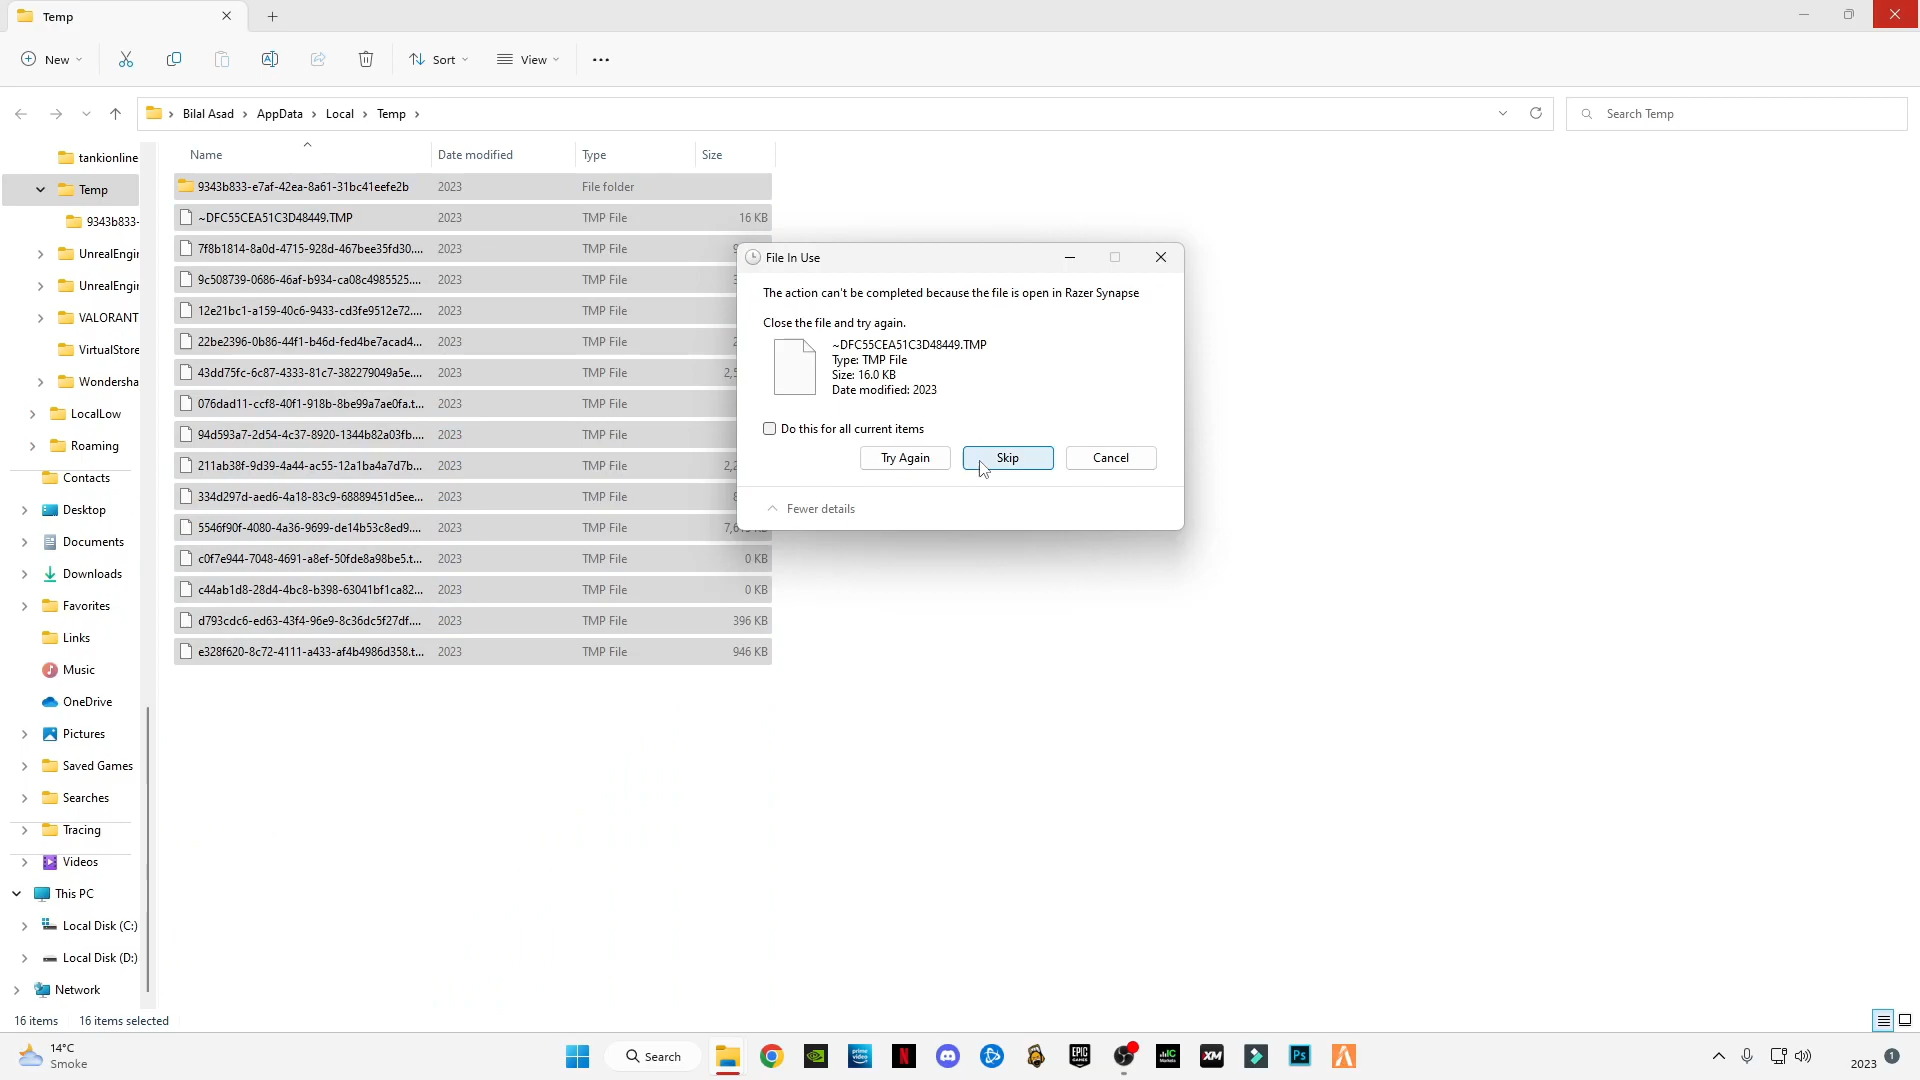 Temp
New
Sort
View
Bilal Asad
AppData
Local
Temp
Search Temp
Name
Date modified
Type
Size
tankionline
Temp
9343b833-
UnrealEngin
UnrealEngin
VALORANT
VirtualStore
Wondersha
LocalLow
Roaming
Contacts
Desktop
Documents
Downloads
Favorites
Links
Music
OneDrive
Pictures
Saved Games
Searches
Tracing
Videos
This PC
Local Disk (C:)
Local Disk (D:)
Network
9343b833-e7af-42ea-8a61-31bc41eefe2b 2023 File folder
~DFC55CEA51C3D48449.TMP 2023 TMP File 16 KB
7f8b1814-8a0d-4715-928d-467bee35fd30.... 2023 TMP File
9c508739-0686-46af-b934-ca08c4985525.... 2023 TMP File
12e21bc1-a159-40c6-9433-cd3fe9512e72.... 2023 TMP File
22be2396-0b86-44f1-b46d-fed4be7acad4... 2023 TMP File
43dd75fc-6c87-4333-81c7-382279049a5e.... 2023 TMP File
076dad11-ccf8-40f1-918b-8be99a7ae0fa.t... 2023 TMP File
94d593a7-2d54-4c37-8920-1344b82a03fb.... 2023 TMP File
211ab38f-9d39-4a44-ac55-12a1ba4a7d7b... 2023 TMP File
334d297d-aed6-4a18-83c9-68889451d5ee... 2023 TMP File
5546f90f-4080-4a36-9699-de14b53c8ed9.... 2023 TMP File
c0f7e944-7048-4691-a8ef-50fde8a98be5.t... 2023 TMP File 0 KB
c44ab1d8-28d4-4bc8-b398-63041bf1ca82... 2023 TMP File 0 KB
d793cdc6-ed63-43f4-96e9-8c36dc5f27df.... 2023 TMP File 396 KB
e328f620-8c72-4111-a433-af4b4986d358.t... 2023 TMP File 946 KB
File In Use
The action can't be completed because the file is open in Razer Synapse
Close the file and try again.
~DFC55CEA51C3D48449.TMP
Type: TMP File
Size: 16.0 KB
Date modified: 2023
Do this for all current items
Try Again
Skip
Cancel
Fewer details
16 items
16 items selected
14°C
Smoke
Search
prime video
N
EPIC GAMES
IC Markets
XM
Ps
2023
1